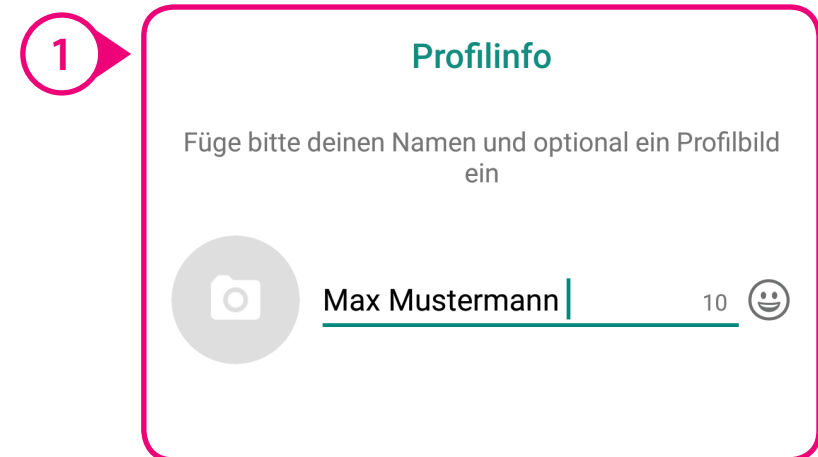 1
Profilinfo
Füge bitte deinen Namen und optional ein Profilbild
ein
Max Mustermann 10